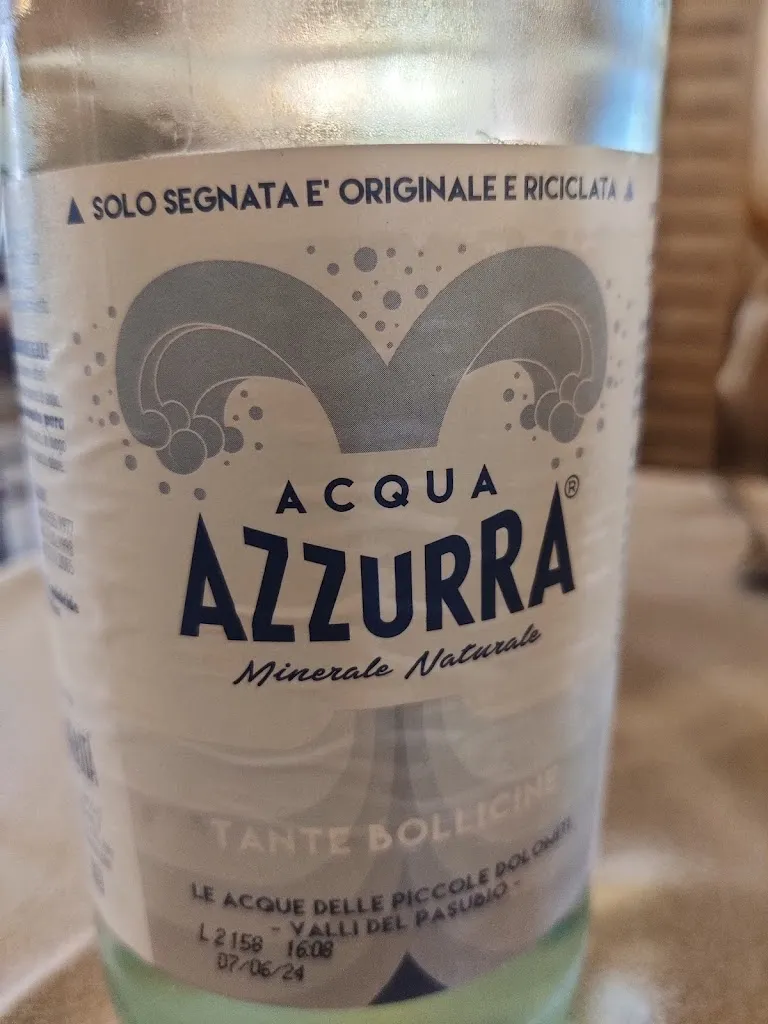 SOLO SEGNATA E' ORIGINALE E RICICLATA
ACQUA
AZZURRA®
Minerale Naturale
TANTE BOLLICINE
LE ACQUE DELLE PICCOLE DOLOMITI
- VALLI DEL PASUBIO -
L2158 16:08
07/06/24